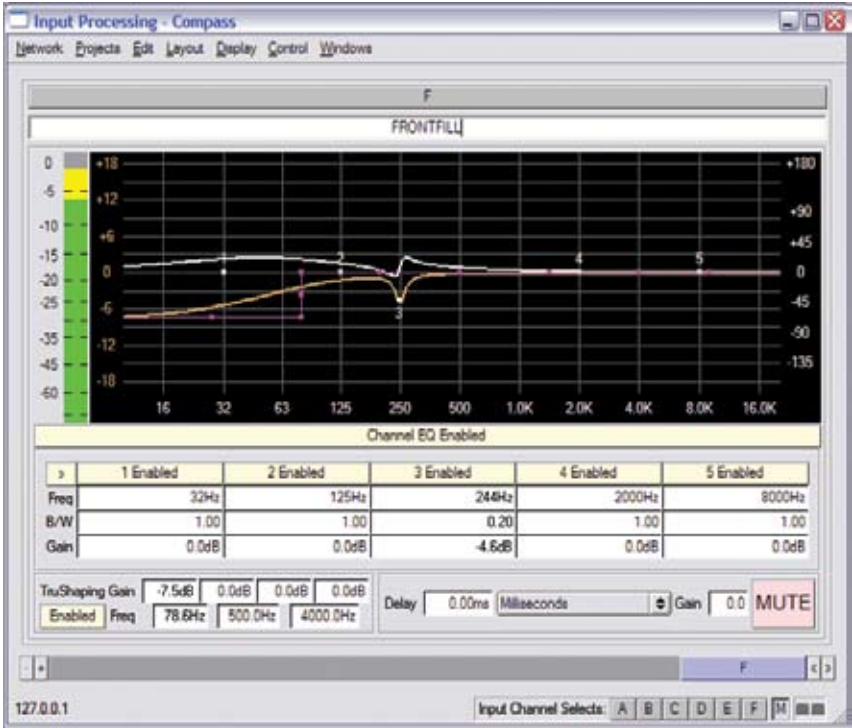 Input Processing - Compass
Network Projects Edit Layout Display Control Windows
F
FRONTFILL
0 +18 +180
-5 +12
-10 +90
+6 +45
-15 2 4 5
0 0
-20
-25 -6 -45
3
-35 -12 -90
-45 -135
-18
-60
16 32 63 125 250 500 1.0K 2.0K 4.0K 8.0K 16.0K
Channel EQ Enabled
> 1 Enabled 2 Enabled 3 Enabled 4 Enabled 5 Enabled
Freq 32Hz 125Hz 244Hz 2000Hz 8000Hz
B/W 1.00 1.00 0.20 1.00 1.00
Gain 0.0dB 0.0dB -4.6dB 0.0dB 0.0dB
TruShaping Gain -7.5dB 0.0dB 0.0dB 0.0dB
Enabled Freq 78.6Hz 500.0Hz 4000.0Hz
Delay 0.00ms Milliseconds Gain 0.0 MUTE
- + F < >
127.0.0.1 Input Channel Selects: A B C D E F M